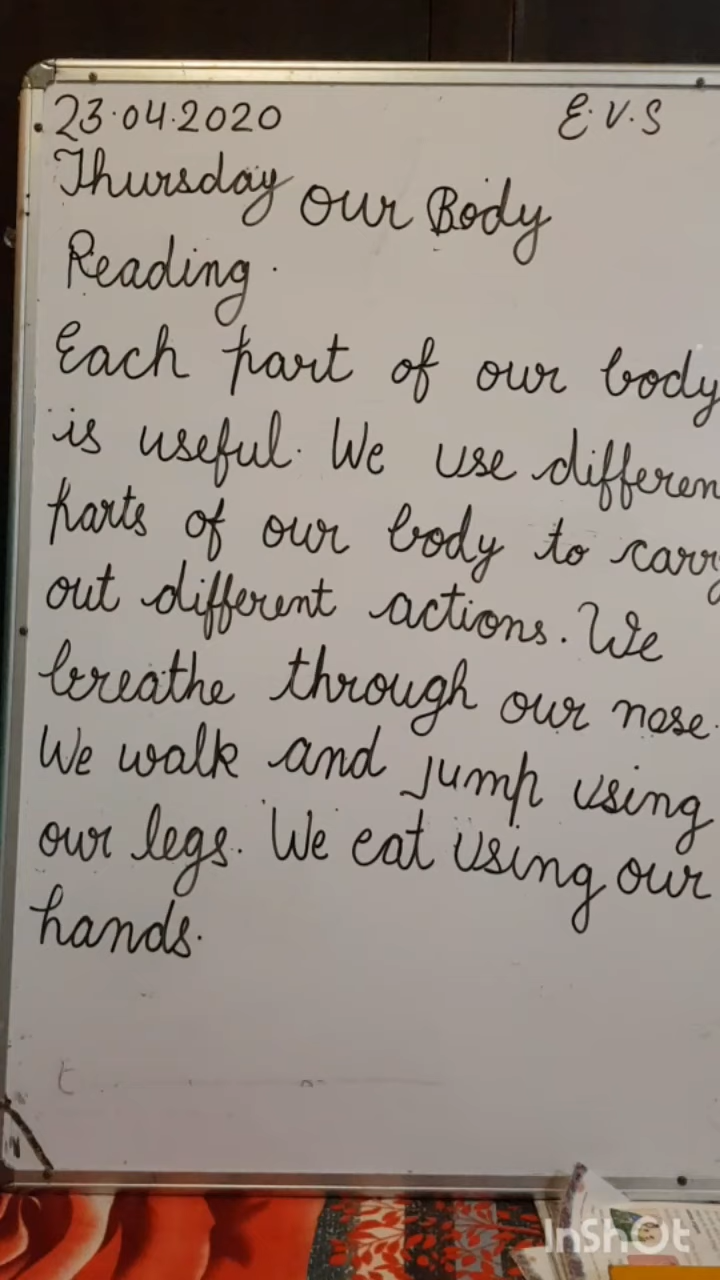 23.04.2020 E.V.S
Thursday Our Body
Reading.
Each part of our body
is useful. We use differen
parts of our body to carry
out different actions. We
breathe through our nose.
We walk and jump using
our legs. We eat using our
hands.
InShOt